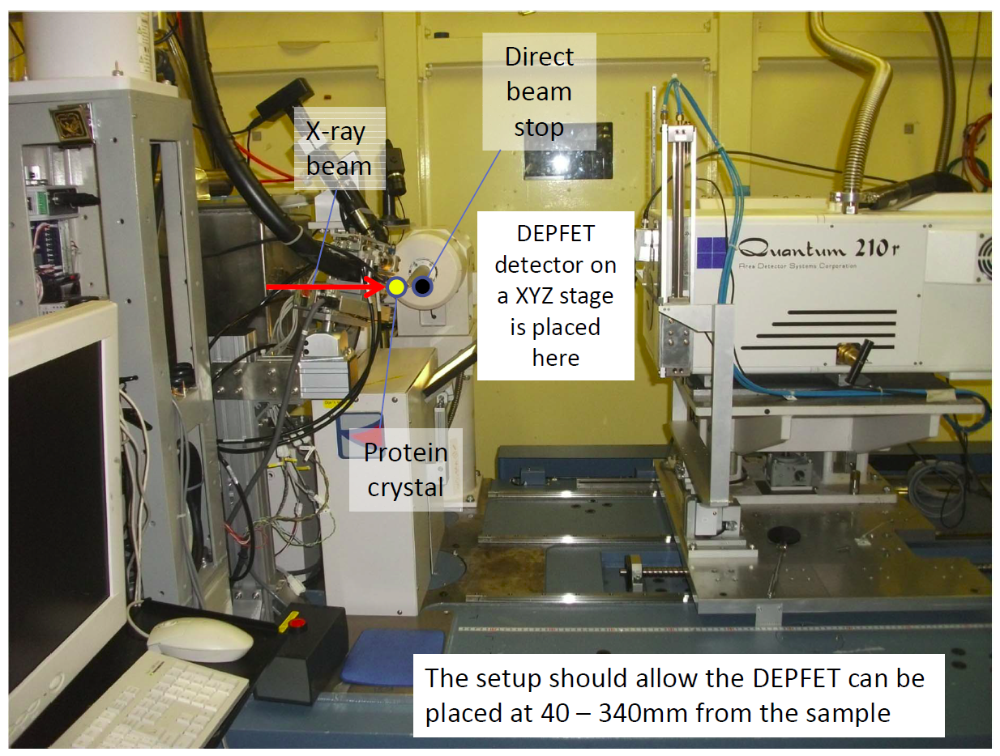 Direct
beam
stop
X-ray
beam
DEPFET
detector on
a XYZ stage
is placed
here
Quantum 210r
Area Detector Systems Corporation
Protein
crystal
The setup should allow the DEPFET can be
placed at 40 – 340mm from the sample